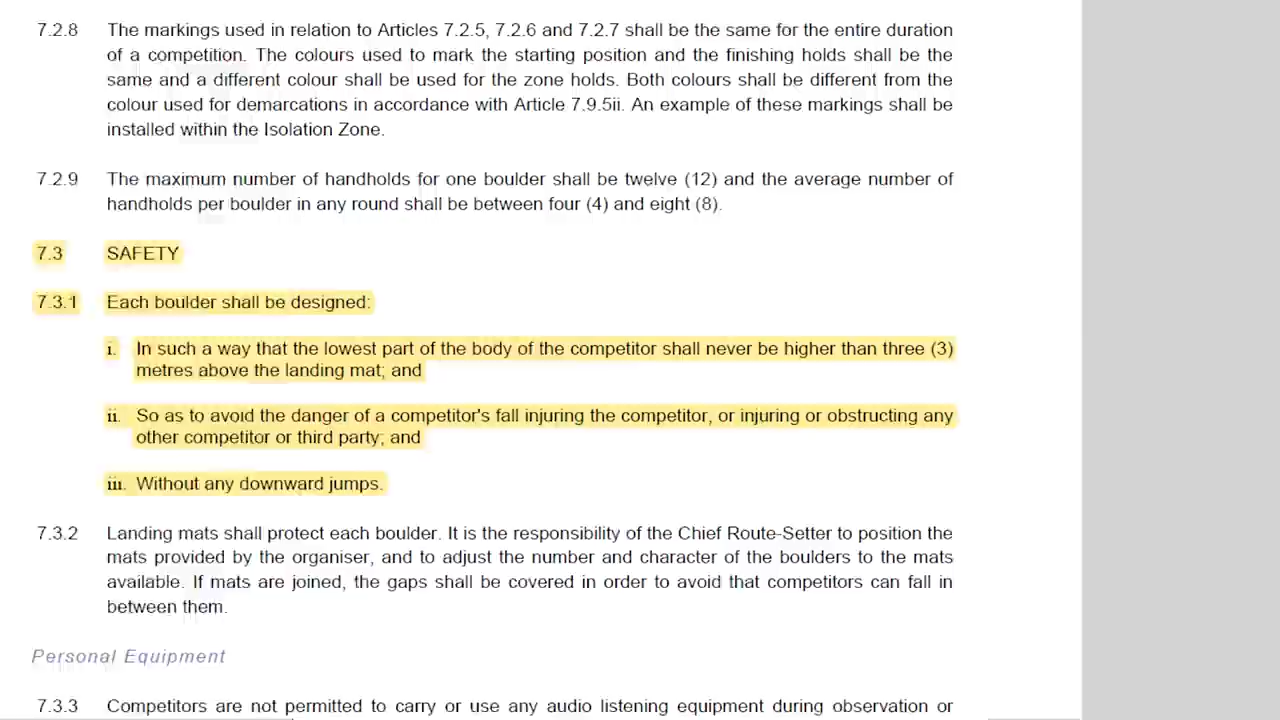 7.2.8 The markings used in relation to Articles 7.2.5, 7.2.6 and 7.2.7 shall be the same for the entire duration
of a competition. The colours used to mark the starting position and the finishing holds shall be the
same and a different colour shall be used for the zone holds. Both colours shall be different from the
colour used for demarcations in accordance with Article 7.9.5ii. An example of these markings shall be
installed within the Isolation Zone.
7.2.9 The maximum number of handholds for one boulder shall be twelve (12) and the average number of
handholds per boulder in any round shall be between four (4) and eight (8).
7.3 SAFETY
7.3.1 Each boulder shall be designed:
i. In such a way that the lowest part of the body of the competitor shall never be higher than three (3)
metres above the landing mat; and
ii. So as to avoid the danger of a competitor's fall injuring the competitor, or injuring or obstructing any
other competitor or third party; and
iii. Without any downward jumps.
7.3.2 Landing mats shall protect each boulder. It is the responsibility of the Chief Route-Setter to position the
mats provided by the organiser, and to adjust the number and character of the boulders to the mats
available. If mats are joined, the gaps shall be covered in order to avoid that competitors can fall in
between them.
Personal Equipment
7.3.3 Competitors are not permitted to carry or use any audio listening equipment during observation or